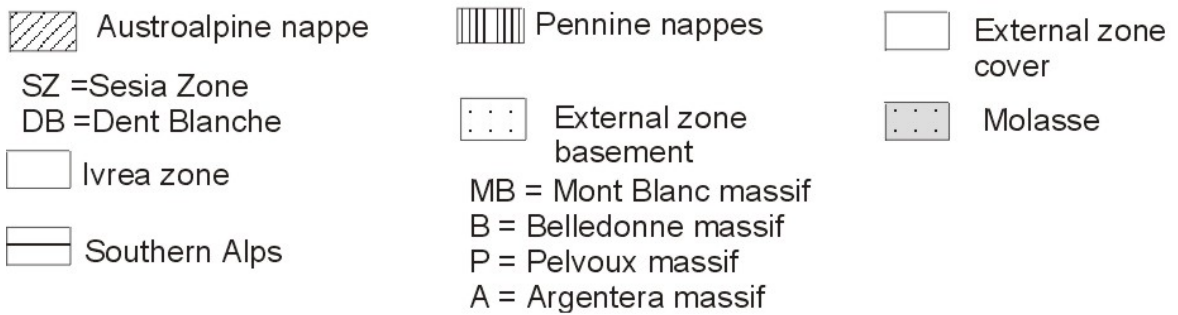 Austroalpine nappe
SZ =Sesia Zone
DB =Dent Blanche
Ivrea zone
Southern Alps
Pennine nappes
External zone
basement
MB = Mont Blanc massif
B = Belledonne massif
P = Pelvoux massif
A = Argentera massif
External zone
cover
Molasse